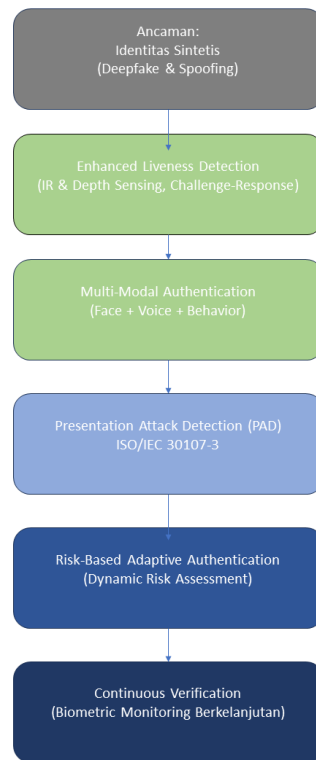 Ancaman:
Identitas Sintetis
(Deepfake & Spoofing)
Enhanced Liveness Detection
(IR & Depth Sensing, Challenge-Response)
Multi-Modal Authentication
(Face + Voice + Behavior)
Presentation Attack Detection (PAD)
ISO/IEC 30107-3
Risk-Based Adaptive Authentication
(Dynamic Risk Assessment)
Continuous Verification
(Biometric Monitoring Berkelanjutan)